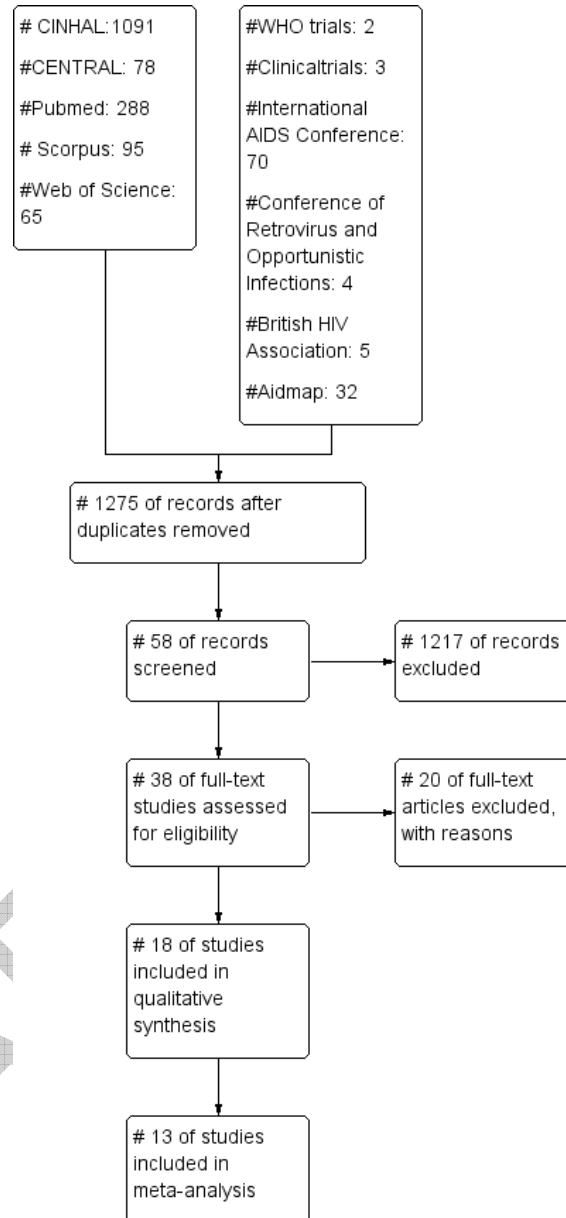 # CINHAL:1091
#CENTRAL: 78
#Pubmed: 288
# Scorpus: 95
#Web of Science:
65
#WHO trials: 2
#Clinicaltrials: 3
#International
AIDS Conference:
70
#Conference of
Retrovirus and
Opportunistic
Infections: 4
#British HIV
Association: 5
#Aidmap: 32
# 1275 of records after
duplicates removed
# 58 of records
screened
# 1217 of records
excluded
# 38 of full-text
studies assessed
for eligibility
# 20 of full-text
articles excluded,
with reasons
# 18 of studies
included in
qualitative
synthesis
# 13 of studies
included in
meta-analysis